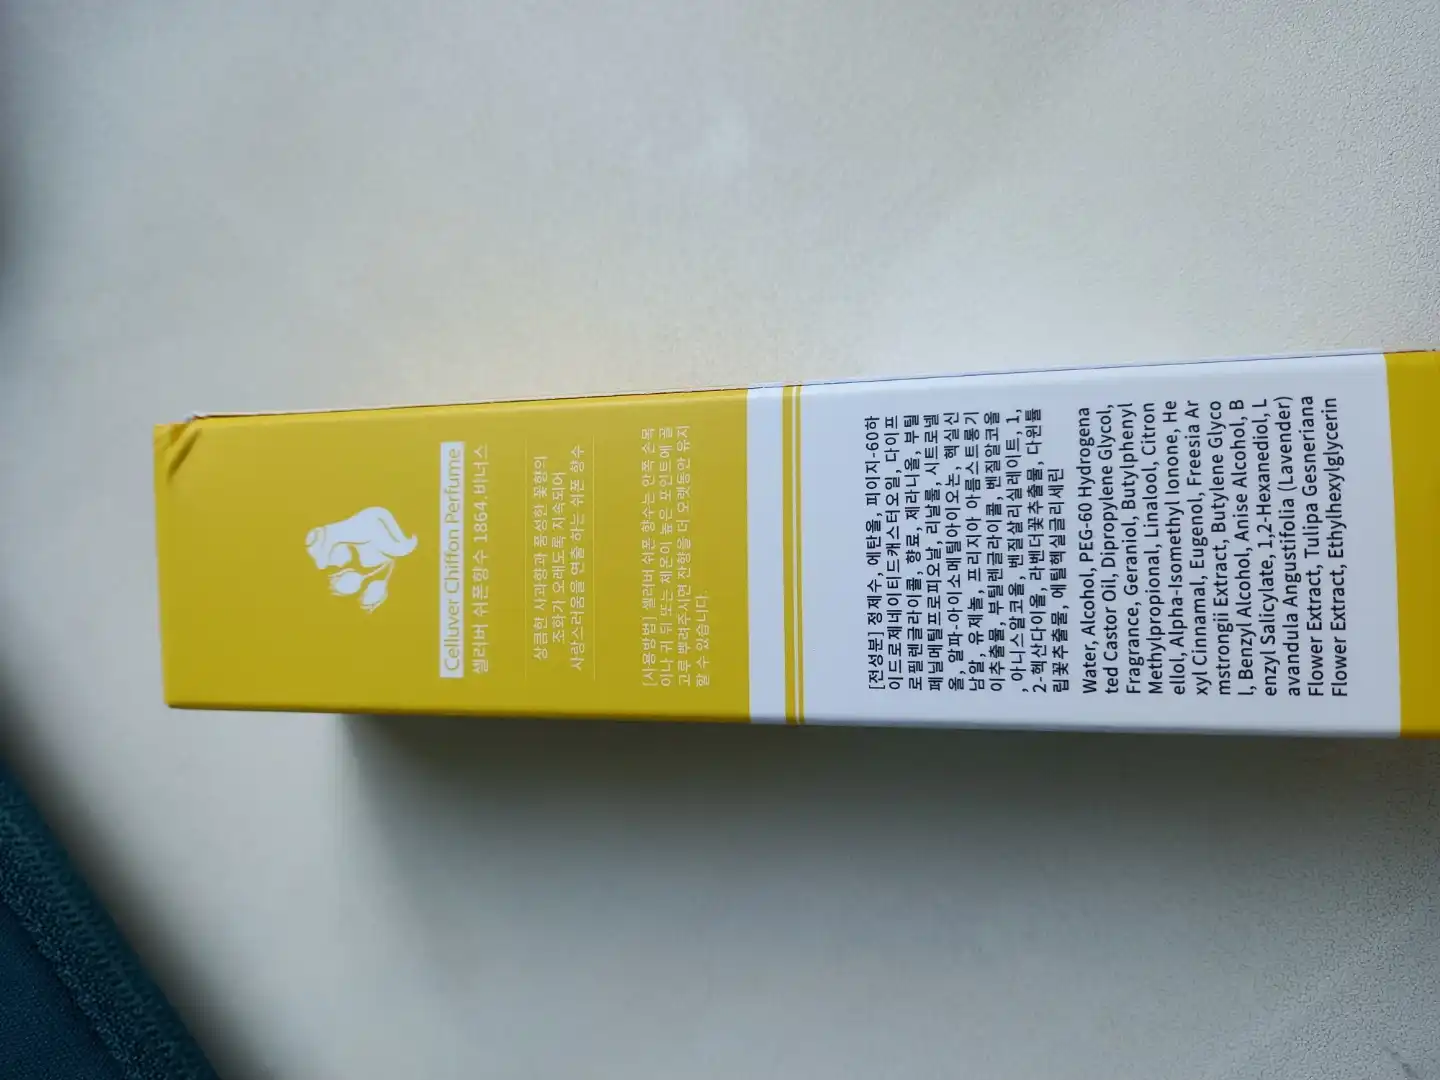 Celluver Chiffon Perfume
셀러버 쉬폰향수 1864.비너스
상큼한 사과향과 풍성한 꽃향의
조화가 오래도록 지속되어
사랑스러움을 연출 하는 쉬폰 향수
[사용방법] 셀러버 쉬폰 향수는 안쪽 손목
이나 귀 뒤 또는 체온이 높은 포인트에 골
고루 뿌려주시면 잔향을 더 오랫동안 유지
할 수 있습니다.
[전성분] 정제수, 에탄올, 피이지-60하
이드로제네이티드캐스터오일, 다이프
로필렌글라이콜, 향료, 제라니올, 부틸
페닐메틸프로피오날, 리날룰, 시트로넬
올, 알파-아이소메틸아이오논, 헥실신
남알, 유제놀, 프리지아 아폼스트롱기
이추출물, 부틸렌글라이콜, 벤질알코올
, 아니스알코올, 벤질살리실레이트, 1,
2-헥산다이올, 라벤더꽃추출물, 다윈튤
립꽃추출물, 에틸헥실글리세린
Water, Alcohol, PEG-60 Hydrogena
ted Castor Oil, Dipropylene Glycol,
Fragrance, Geraniol, Butylphenyl
Methylpropional, Linalool, Citron
ellol, Alpha-Isomethyl Ionone, He
xyl Cinnamal, Eugenol, Freesia Ar
mstrongii Extract, Butylene Glyco
l, Benzyl Alcohol, Anise Alcohol, B
enzyl Salicylate, 1,2-Hexanediol, L
avandula Angustifolia (Lavender)
Flower Extract, Tulipa Gesneriana
Flower Extract, Ethylhexylglycerin